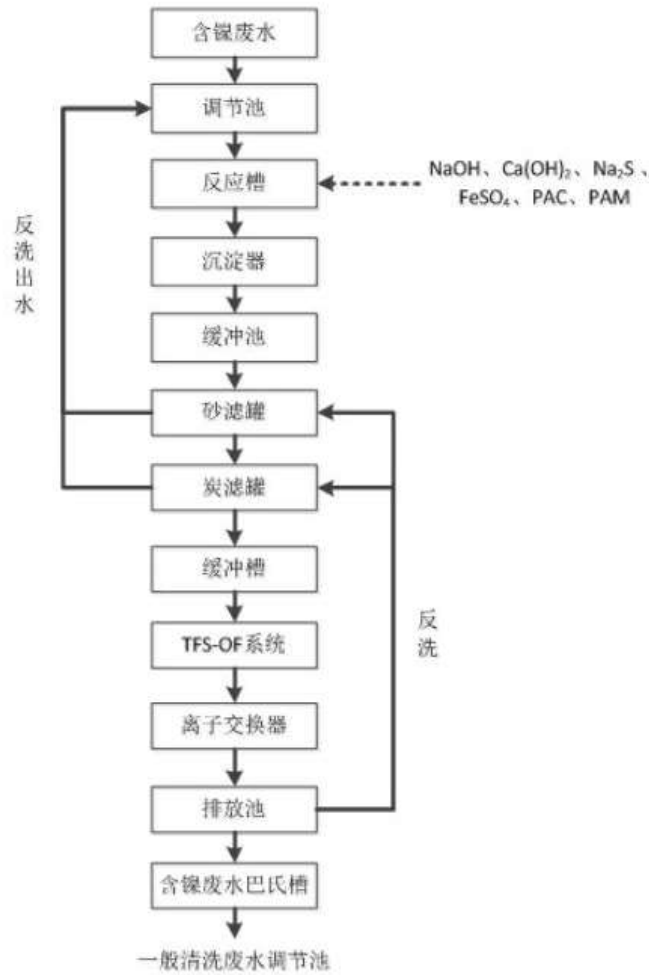 含镍废水
调节池
反应槽
NaOH、Ca(OH)₂、Na₂S、
FeSO₄、PAC、PAM
沉淀器
反洗出水
缓冲池
砂滤罐
炭滤罐
缓冲槽
反洗
TFS-OF系统
离子交换器
排放池
含镍废水巴氏槽
一般清洗废水调节池